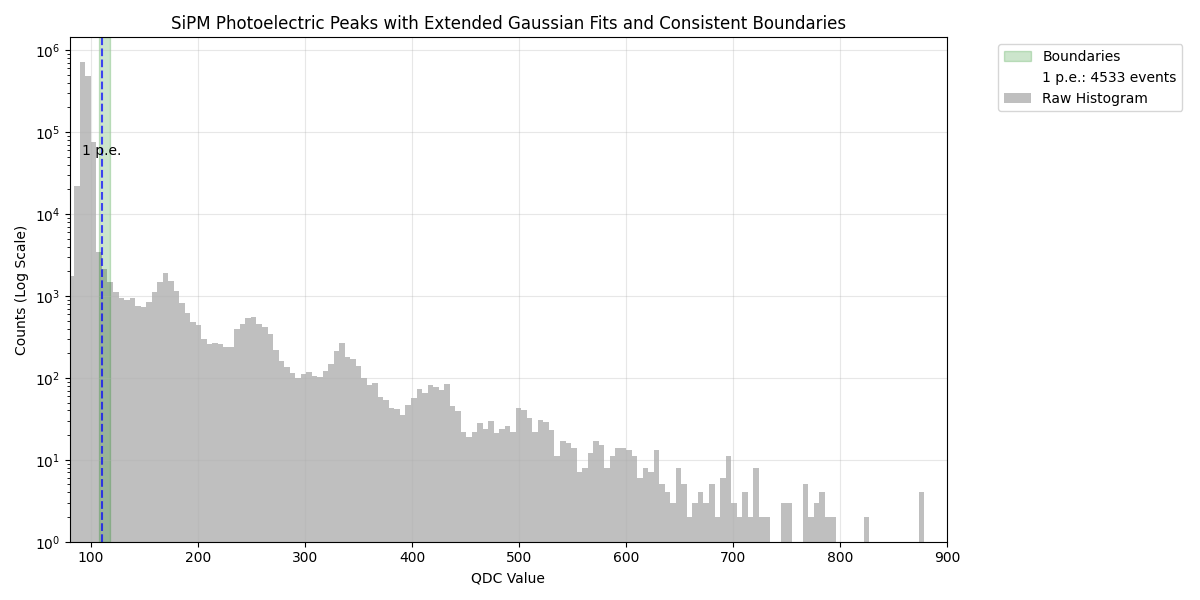 SiPM Photoelectric Peaks with Extended Gaussian Fits and Consistent Boundaries
Counts (Log Scale)
10^6
10^5
10^4
10^3
10^2
10^1
10^0
1 p.e.
100 200 300 400 500 600 700 800 900
QDC Value
Boundaries
1 p.e.: 4533 events
Raw Histogram